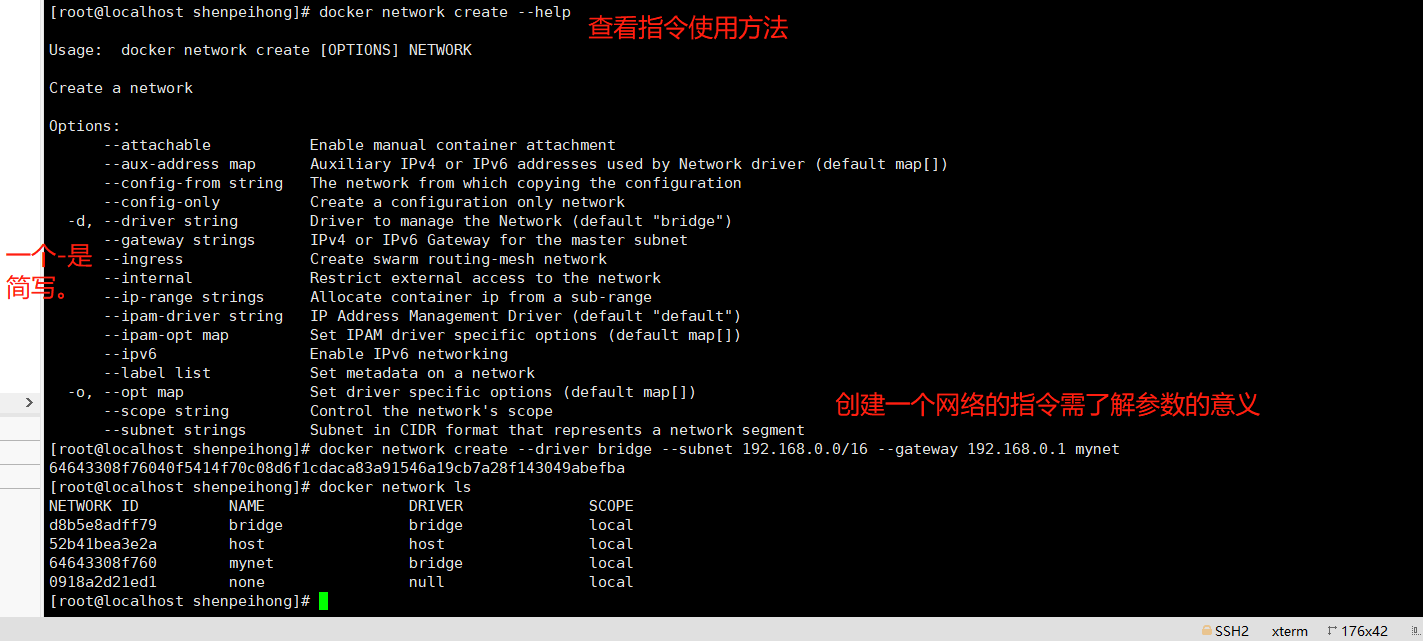 [root@localhost shenpeihong]# docker network create --help
查看指令使用方法
Usage:  docker network create [OPTIONS] NETWORK
Create a network
Options:
      --attachable           Enable manual container attachment
      --aux-address map      Auxiliary IPv4 or IPv6 addresses used by Network driver (default map[])
      --config-from string   The network from which copying the configuration
      --config-only          Create a configuration only network
  -d, --driver string        Driver to manage the Network (default "bridge")
      --gateway strings      IPv4 or IPv6 Gateway for the master subnet
一个-是
      --ingress              Create swarm routing-mesh network
      --internal             Restrict external access to the network
简写。
      --ip-range strings     Allocate container ip from a sub-range
      --ipam-driver string   IP Address Management Driver (default "default")
      --ipam-opt map         Set IPAM driver specific options (default map[])
      --ipv6                 Enable IPv6 networking
      --label list           Set metadata on a network
  -o, --opt map              Set driver specific options (default map[])
创建一个网络的指令需了解参数的意义
      --scope string         Control the network's scope
      --subnet strings       Subnet in CIDR format that represents a network segment
[root@localhost shenpeihong]# docker network create --driver bridge --subnet 192.168.0.0/16 --gateway 192.168.0.1 mynet
64643308f76040f5414f70c08d6f1cdaca83a91546a19cb7a28f143049abefba
[root@localhost shenpeihong]# docker network ls
NETWORK ID          NAME                DRIVER              SCOPE
d8b5e8adff79        bridge              bridge              local
52b41bea3e2a        host                host                local
64643308f760        mynet               bridge              local
0918a2d21ed1        none                null                local
[root@localhost shenpeihong]#
SSH2 xterm 176x42